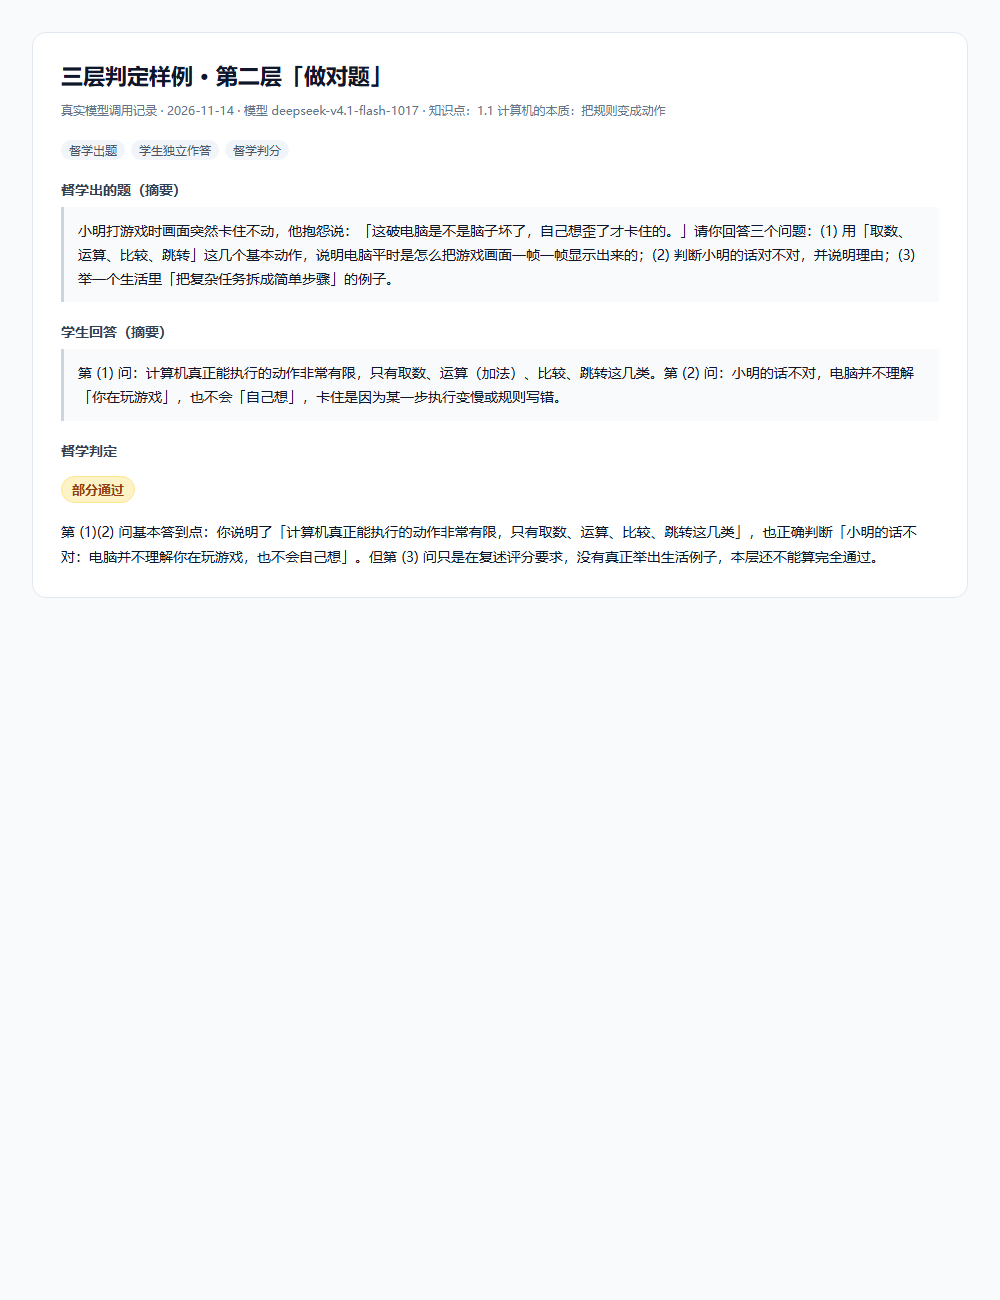 三层判定样例 · 第二层「做对题」
真实模型调用记录 · 2026-11-14 · 模型 deepseek-v4.1-flash-1017 · 知识点：1.1 计算机的本质：把规则变成动作
督学出题 学生独立作答 督学判分
督学出的题（摘要）
小明打游戏时画面突然卡住不动，他抱怨说：「这破电脑是不是脑子坏了，自己想歪了才卡住的。」请你回答三个问题：(1) 用「取数、
运算、比较、跳转」这几个基本动作，说明电脑平时是怎么把游戏画面一帧一帧显示出来的；(2) 判断小明的话对不对，并说明理由；(3)
举一个生活里「把复杂任务拆成简单步骤」的例子。
学生回答（摘要）
第 (1) 问：计算机真正能执行的动作非常有限，只有取数、运算（加法）、比较、跳转这几类。第 (2) 问：小明的话不对，电脑并不理解
「你在玩游戏」，也不会「自己想」，卡住是因为某一步执行变慢或规则写错。
督学判定
部分通过
第 (1)(2) 问基本答到点：你说明了「计算机真正能执行的动作非常有限，只有取数、运算、比较、跳转这几类」，也正确判断「小明的话不
对：电脑并不理解你在玩游戏，也不会自己想」。但第 (3) 问只是在复述评分要求，没有真正举出生活例子，本层还不能算完全通过。